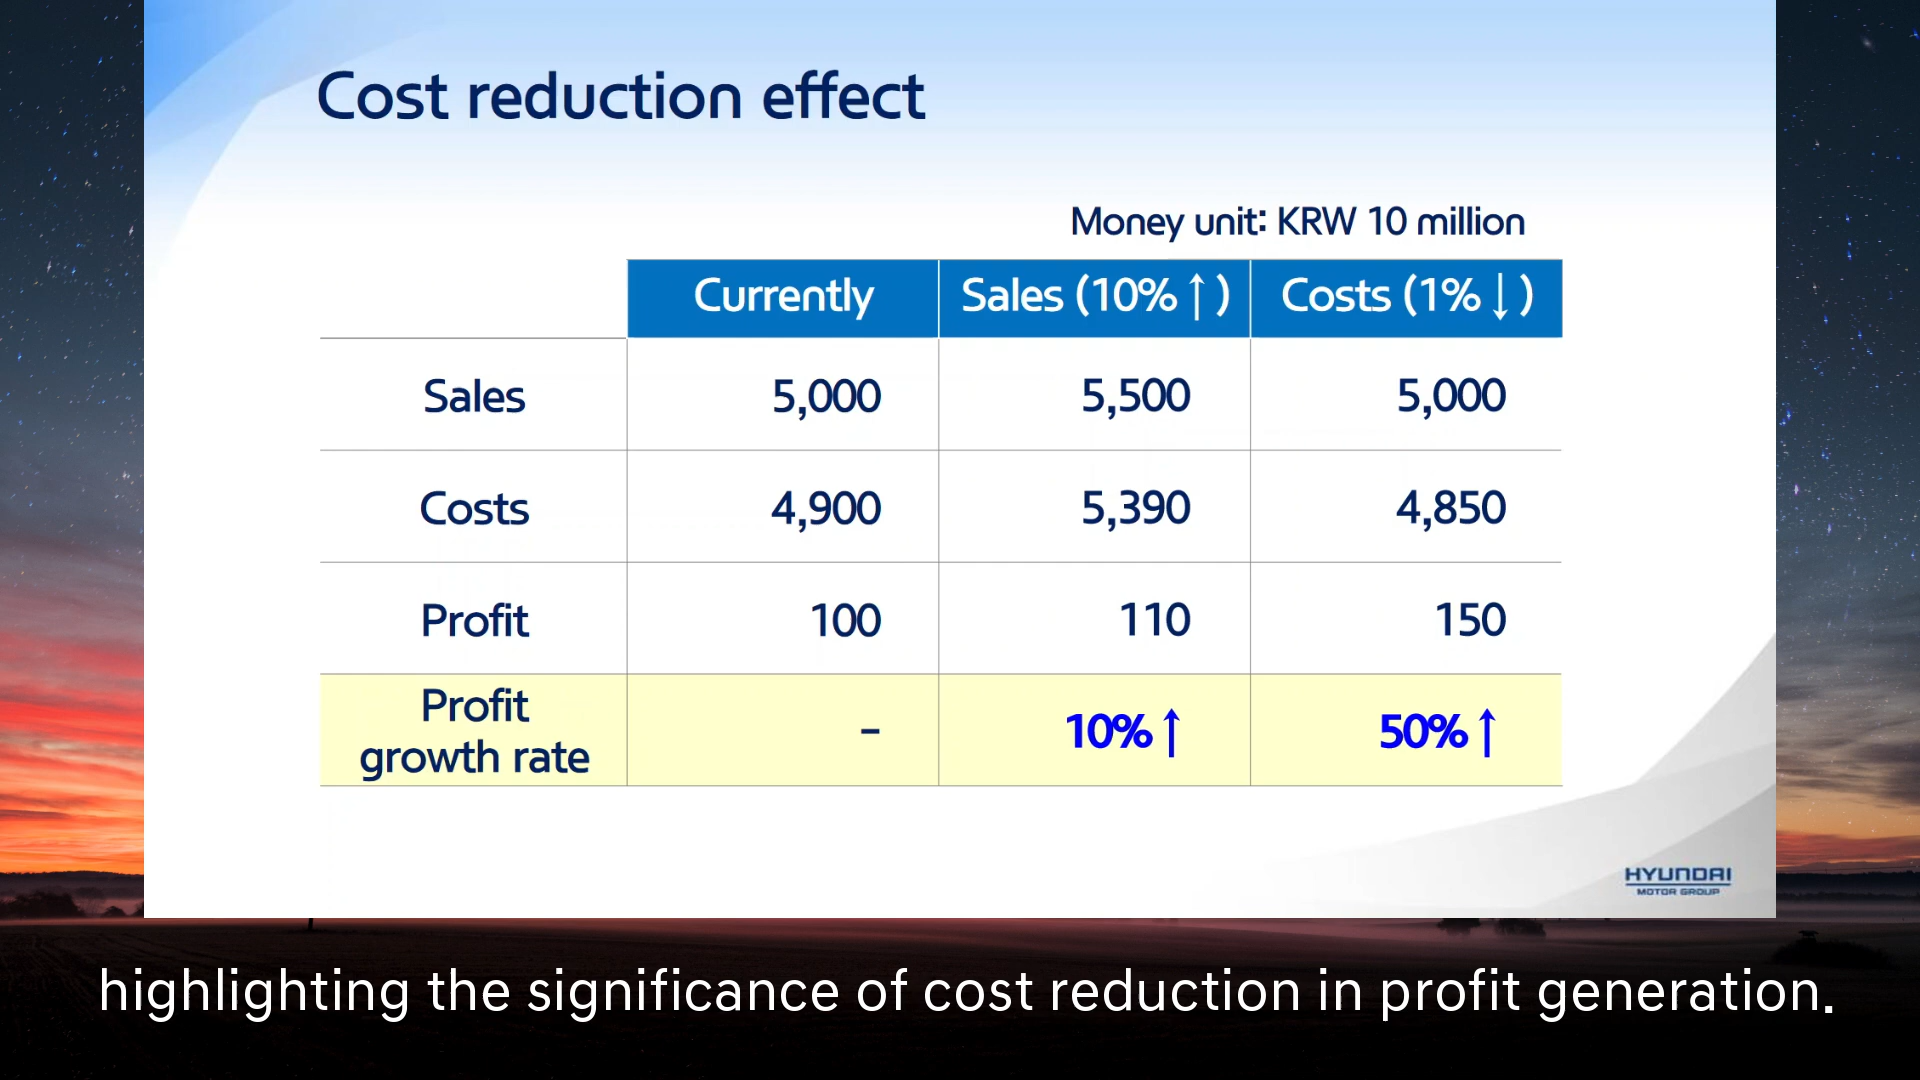 Cost reduction effect
Money unit: KRW 10 million
Currently Sales (10%↑) Costs (1%↓)
Sales 5,000 5,500 5,000
Costs 4,900 5,390 4,850
Profit 100 110 150
Profit
growth rate – 10%↑ 50%↑
HYUNDAI
MOTOR GROUP
highlighting the significance of cost reduction in profit generation.